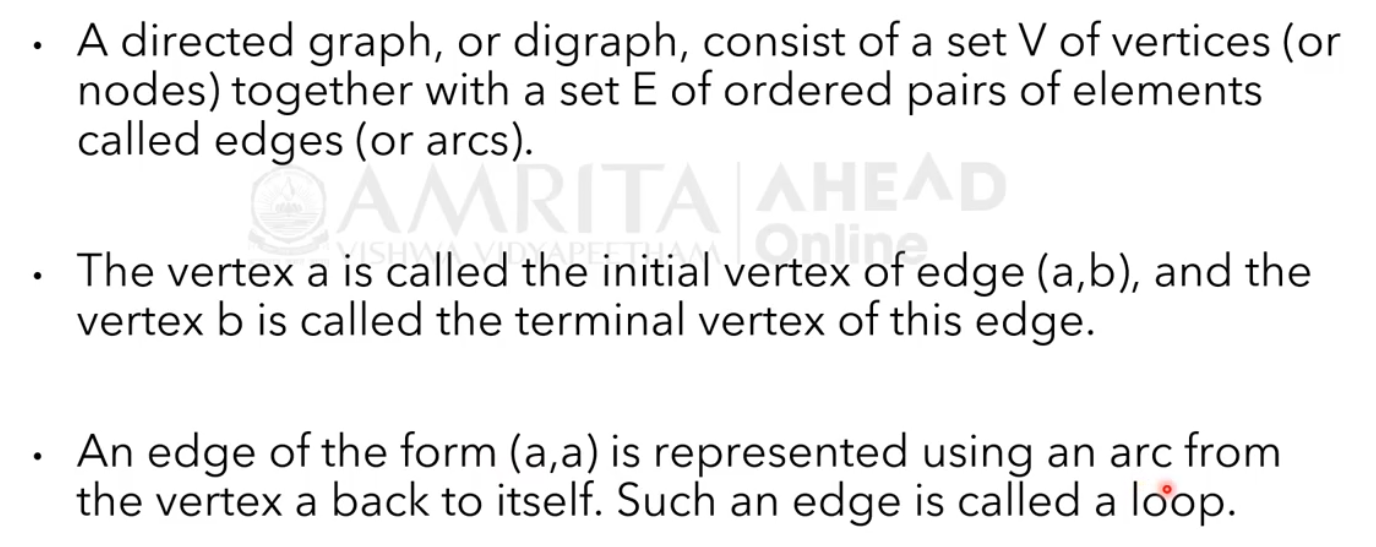 • A directed graph, or digraph, consist of a set V of vertices (or
nodes) together with a set E of ordered pairs of elements
called edges (or arcs).
AMRITA AHEAD
VISHWA VIDYAPEETHAM Online
• The vertex a is called the initial vertex of edge (a,b), and the
vertex b is called the terminal vertex of this edge.
• An edge of the form (a,a) is represented using an arc from
the vertex a back to itself. Such an edge is called a loop.